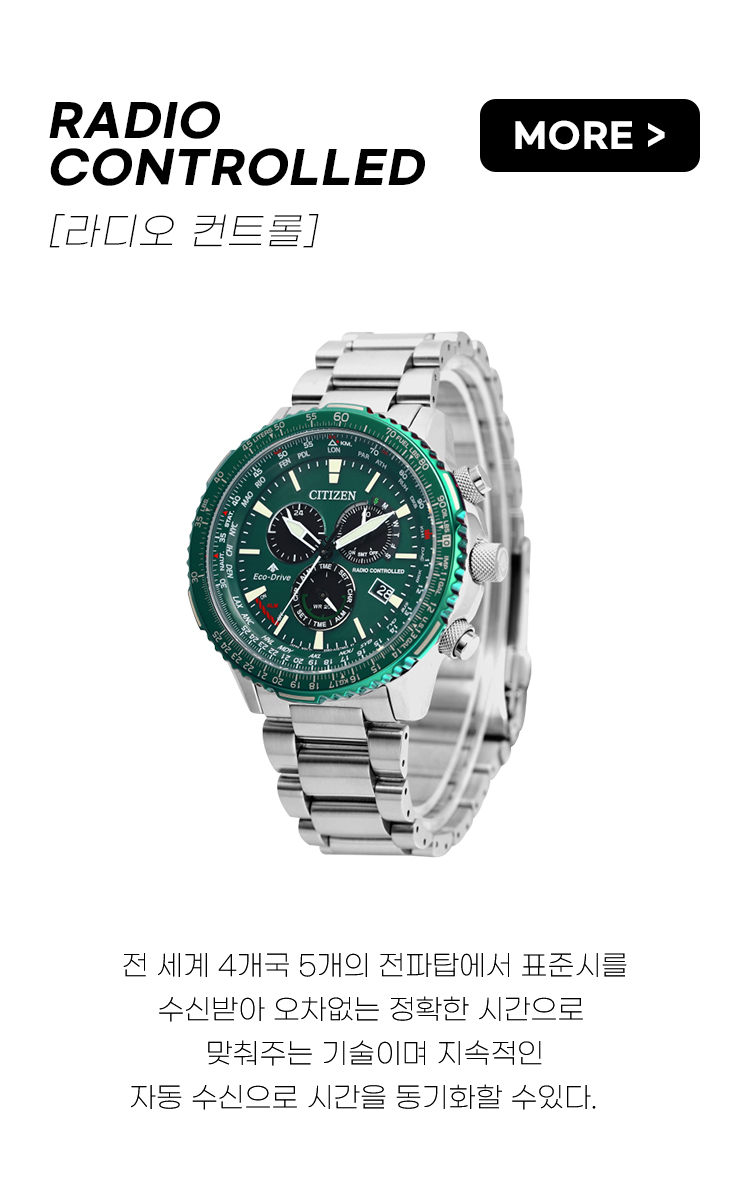 RADIO
CONTROLLED
MORE >
[라디오 컨트롤]
60
CITIZEN
24
RADIO CONTROLLED
Eco-Drive
28
전 세계 4개국 5개의 전파탑에서 표준시를
수신받아 오차없는 정확한 시간으로
맞춰주는 기술이며 지속적인
자동 수신으로 시간을 동기화할 수있다.